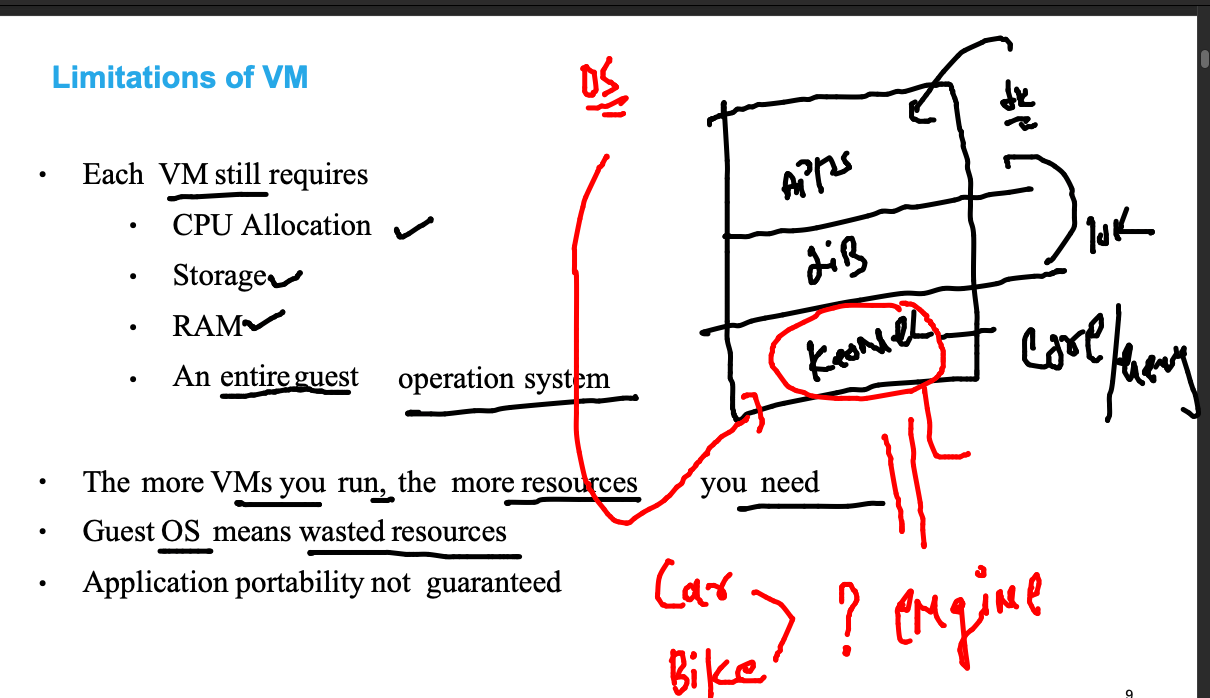 Limitations of VM
OS
• Each VM still requires
• CPU Allocation
• Storage
• RAM
• An entire guest operation system
APPS
LiB
Kernel
10K
Core/heavy
• The more VMs you run, the more resources you need
• Guest OS means wasted resources
• Application portability not guaranteed
Car
Bike
? engine
9